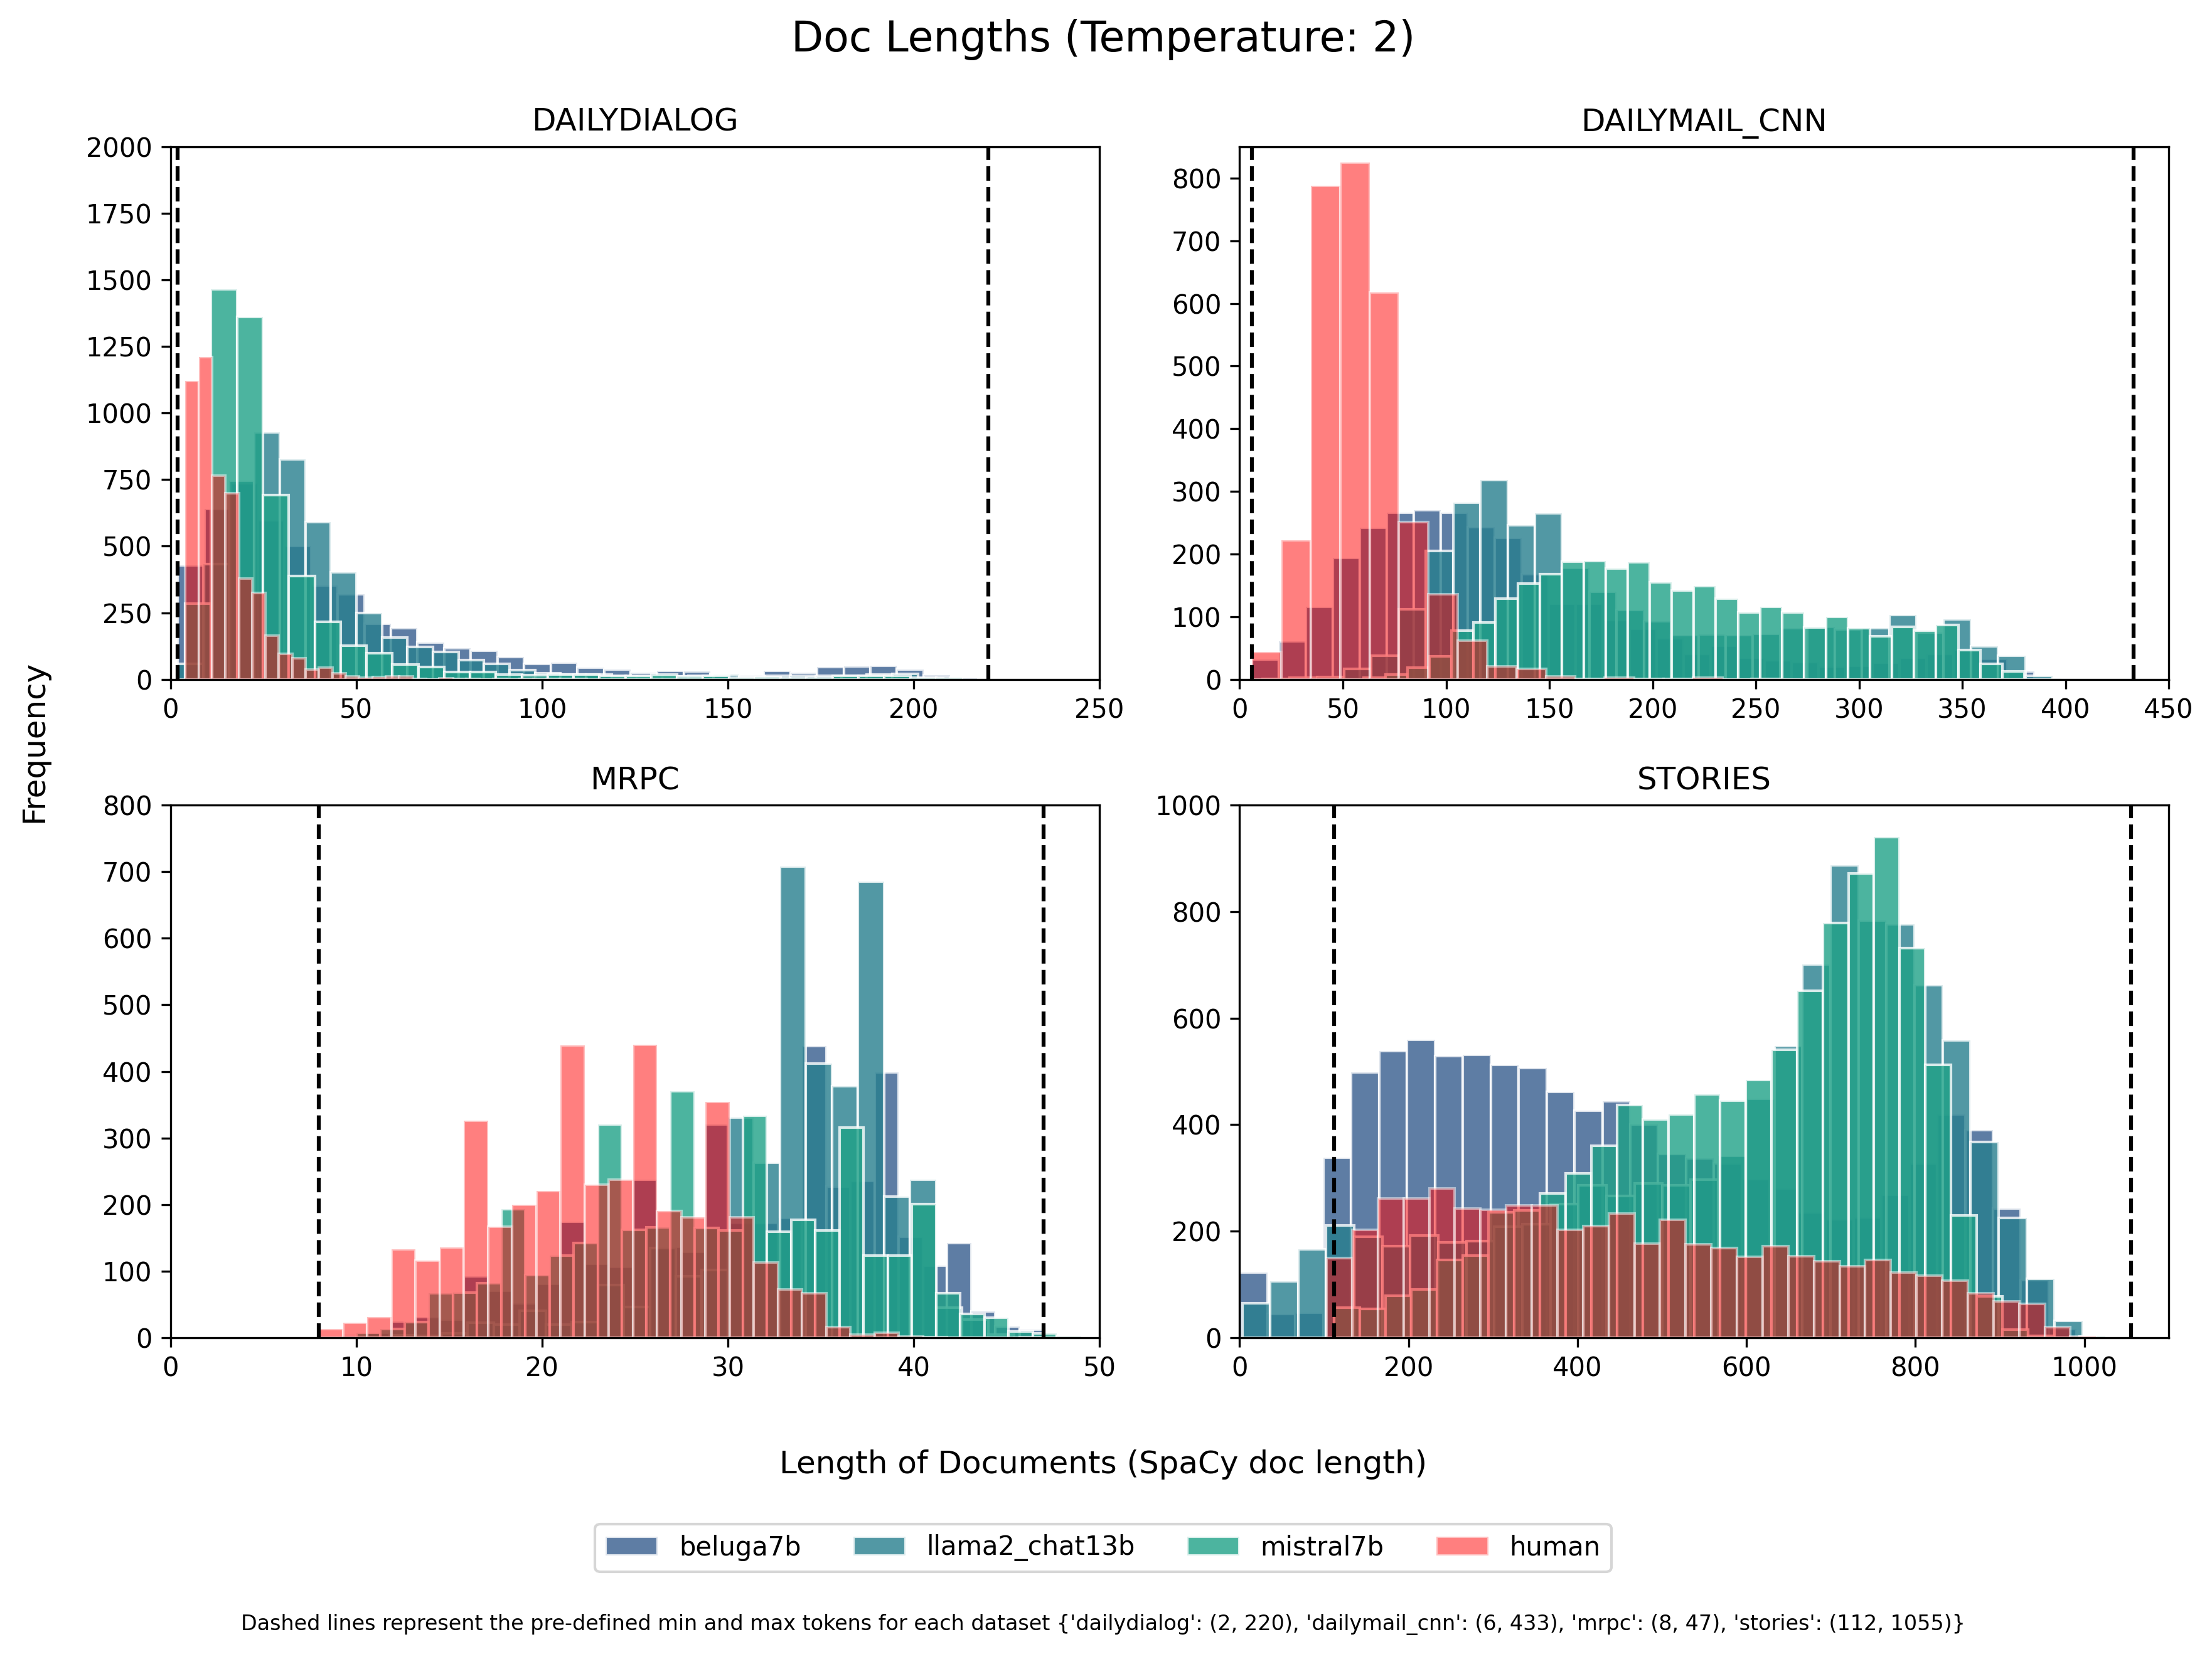 Doc Lengths (Temperature: 2)
DAILYDIALOG
2000
1750
1500
1250
1000
750
500
250
0
0 50 100 150 200 250
DAILYMAIL_CNN
800
700
600
500
400
300
200
100
0
0 50 100 150 200 250 300 350 400 450
Frequency
MRPC
800
700
600
500
400
300
200
100
0
0 10 20 30 40 50
STORIES
1000
800
600
400
200
0
0 200 400 600 800 1000
Length of Documents (SpaCy doc length)
beluga7b llama2_chat13b mistral7b human
Dashed lines represent the pre-defined min and max tokens for each dataset {'dailydialog': (2, 220), 'dailymail_cnn': (6, 433), 'mrpc': (8, 47), 'stories': (112, 1055)}